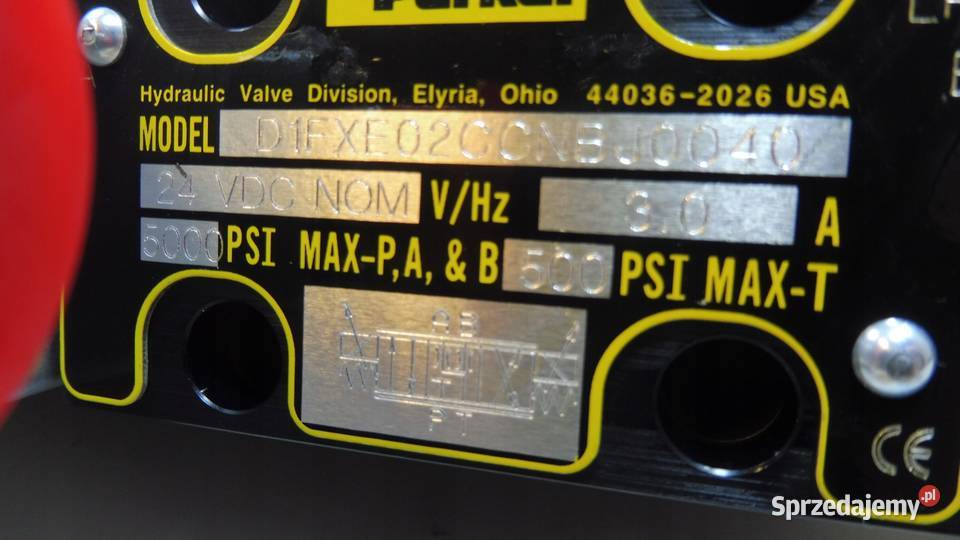 Parker
Hydraulic Valve Division, Elyria, Ohio 44036-2026 USA
MODEL D1FXE02CCNBJ0040
24 VDC NOM V/Hz 3.0 A
5000 PSI MAX-P,A, & B 500 PSI MAX-T
A B
P T
CE
Sprzedajemy.pl